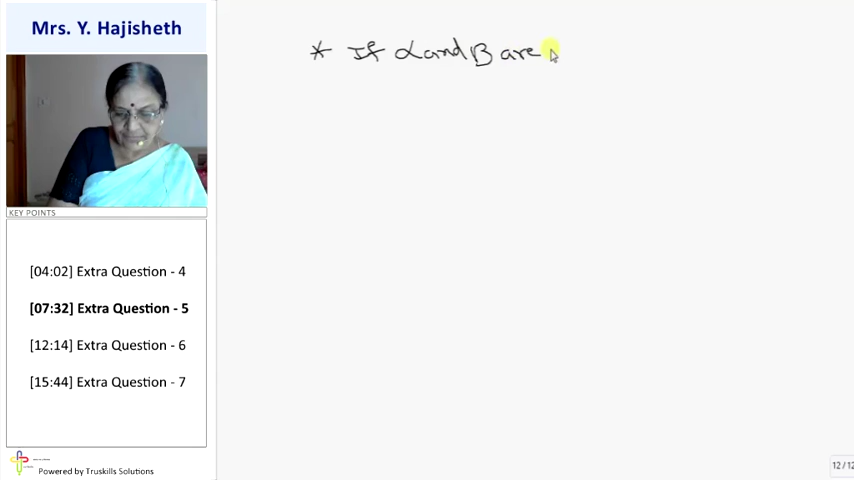 Mrs. Y. Hajisheth
* If α and β are
KEY POINTS
[04:02] Extra Question - 4
[07:32] Extra Question - 5
[12:14] Extra Question - 6
[15:44] Extra Question - 7
Powered by Truskills Solutions
12/12